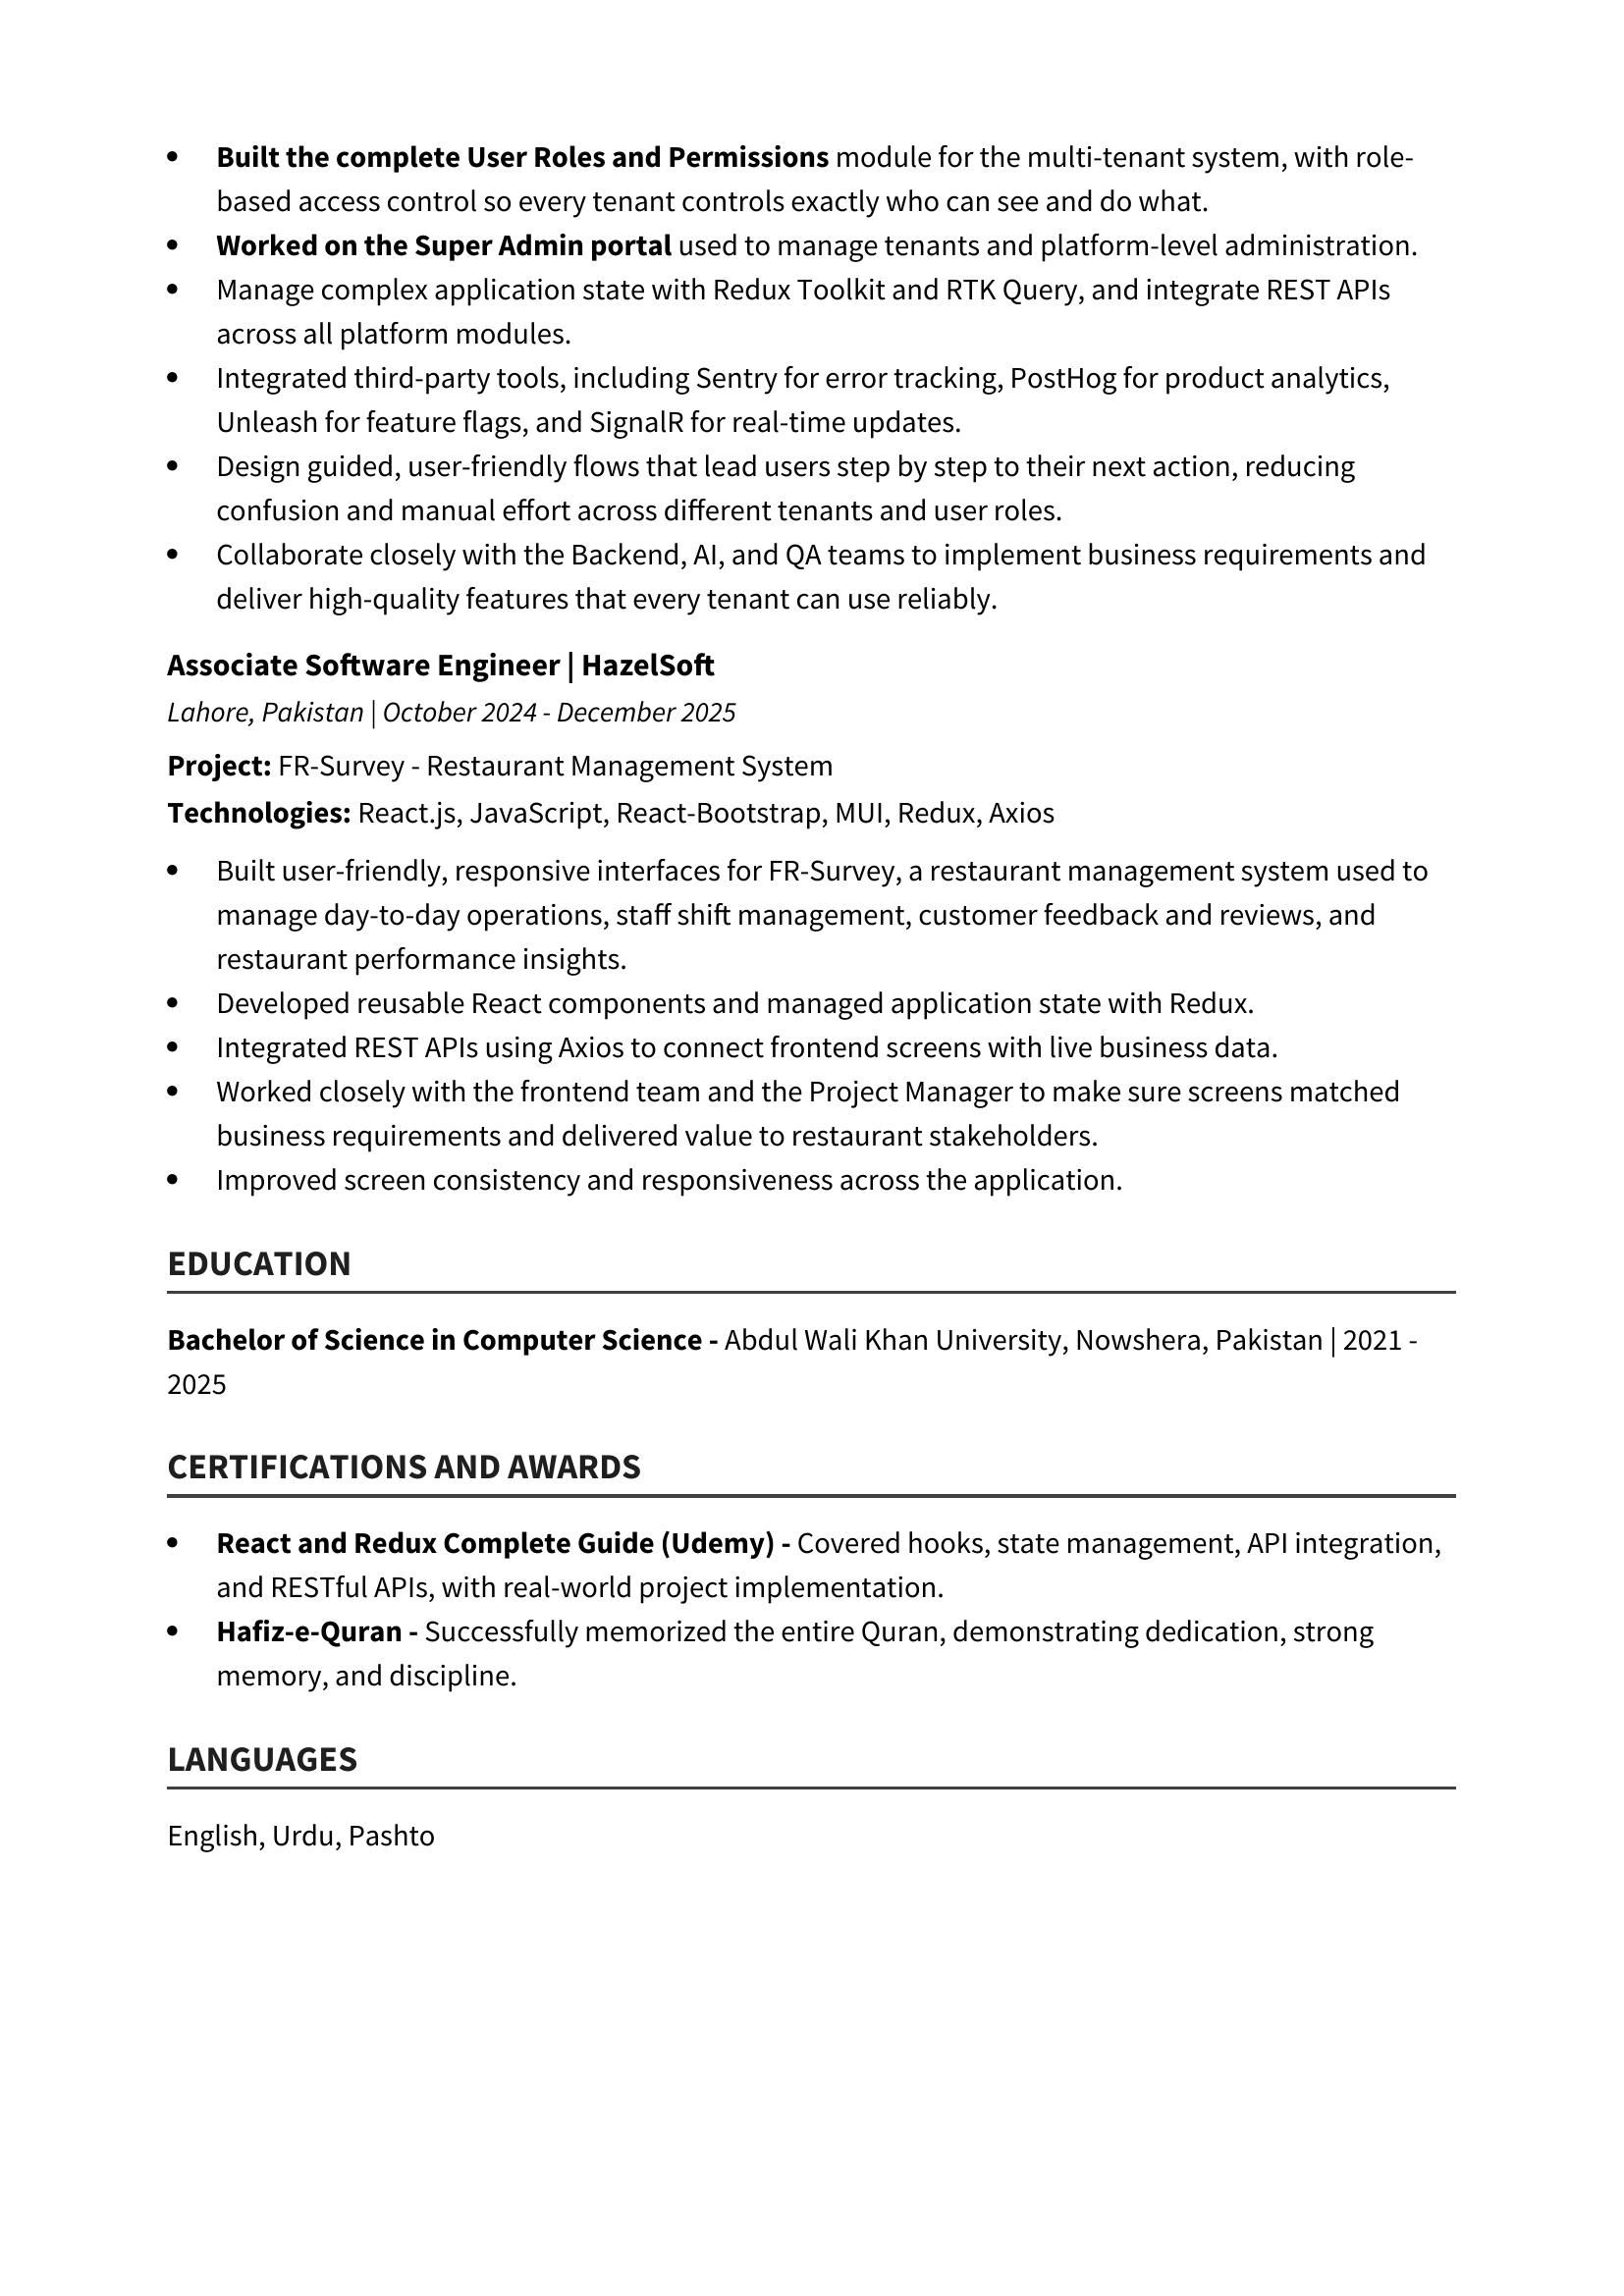 • Built the complete User Roles and Permissions module for the multi-tenant system, with role-
based access control so every tenant controls exactly who can see and do what.
• Worked on the Super Admin portal used to manage tenants and platform-level administration.
• Manage complex application state with Redux Toolkit and RTK Query, and integrate REST APIs
across all platform modules.
• Integrated third-party tools, including Sentry for error tracking, PostHog for product analytics,
Unleash for feature flags, and SignalR for real-time updates.
• Design guided, user-friendly flows that lead users step by step to their next action, reducing
confusion and manual effort across different tenants and user roles.
• Collaborate closely with the Backend, AI, and QA teams to implement business requirements and
deliver high-quality features that every tenant can use reliably.
Associate Software Engineer | HazelSoft
Lahore, Pakistan | October 2024 - December 2025
Project: FR-Survey - Restaurant Management System
Technologies: React.js, JavaScript, React-Bootstrap, MUI, Redux, Axios
• Built user-friendly, responsive interfaces for FR-Survey, a restaurant management system used to
manage day-to-day operations, staff shift management, customer feedback and reviews, and
restaurant performance insights.
• Developed reusable React components and managed application state with Redux.
• Integrated REST APIs using Axios to connect frontend screens with live business data.
• Worked closely with the frontend team and the Project Manager to make sure screens matched
business requirements and delivered value to restaurant stakeholders.
• Improved screen consistency and responsiveness across the application.
EDUCATION
Bachelor of Science in Computer Science - Abdul Wali Khan University, Nowshera, Pakistan | 2021 -
2025
CERTIFICATIONS AND AWARDS
• React and Redux Complete Guide (Udemy) - Covered hooks, state management, API integration,
and RESTful APIs, with real-world project implementation.
• Hafiz-e-Quran - Successfully memorized the entire Quran, demonstrating dedication, strong
memory, and discipline.
LANGUAGES
English, Urdu, Pashto